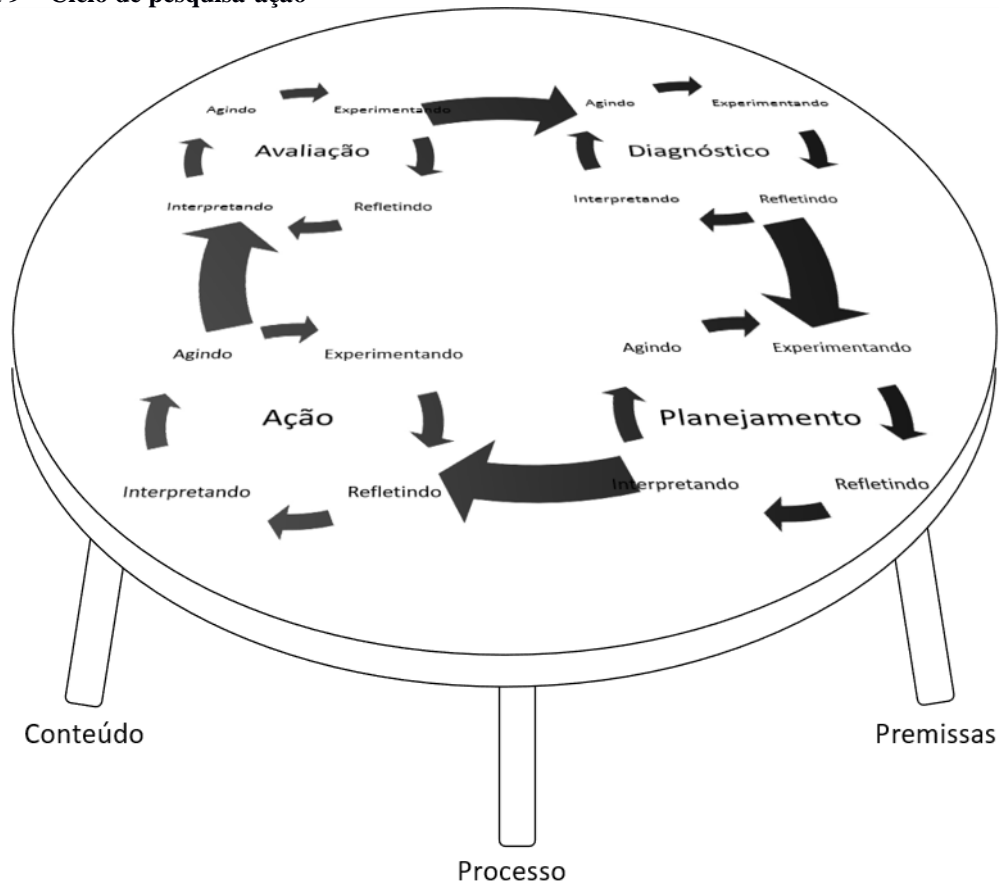 Ciclo de pesquisa-ação
Agindo Experimentando Agindo Experimentando
Avaliação Diagnóstico
Interpretando Refletindo Interpretando Refletindo
Agindo Experimentando Agindo Experimentando
Ação Planejamento
Interpretando Refletindo Interpretando Refletindo
Conteúdo Premissas
Processo